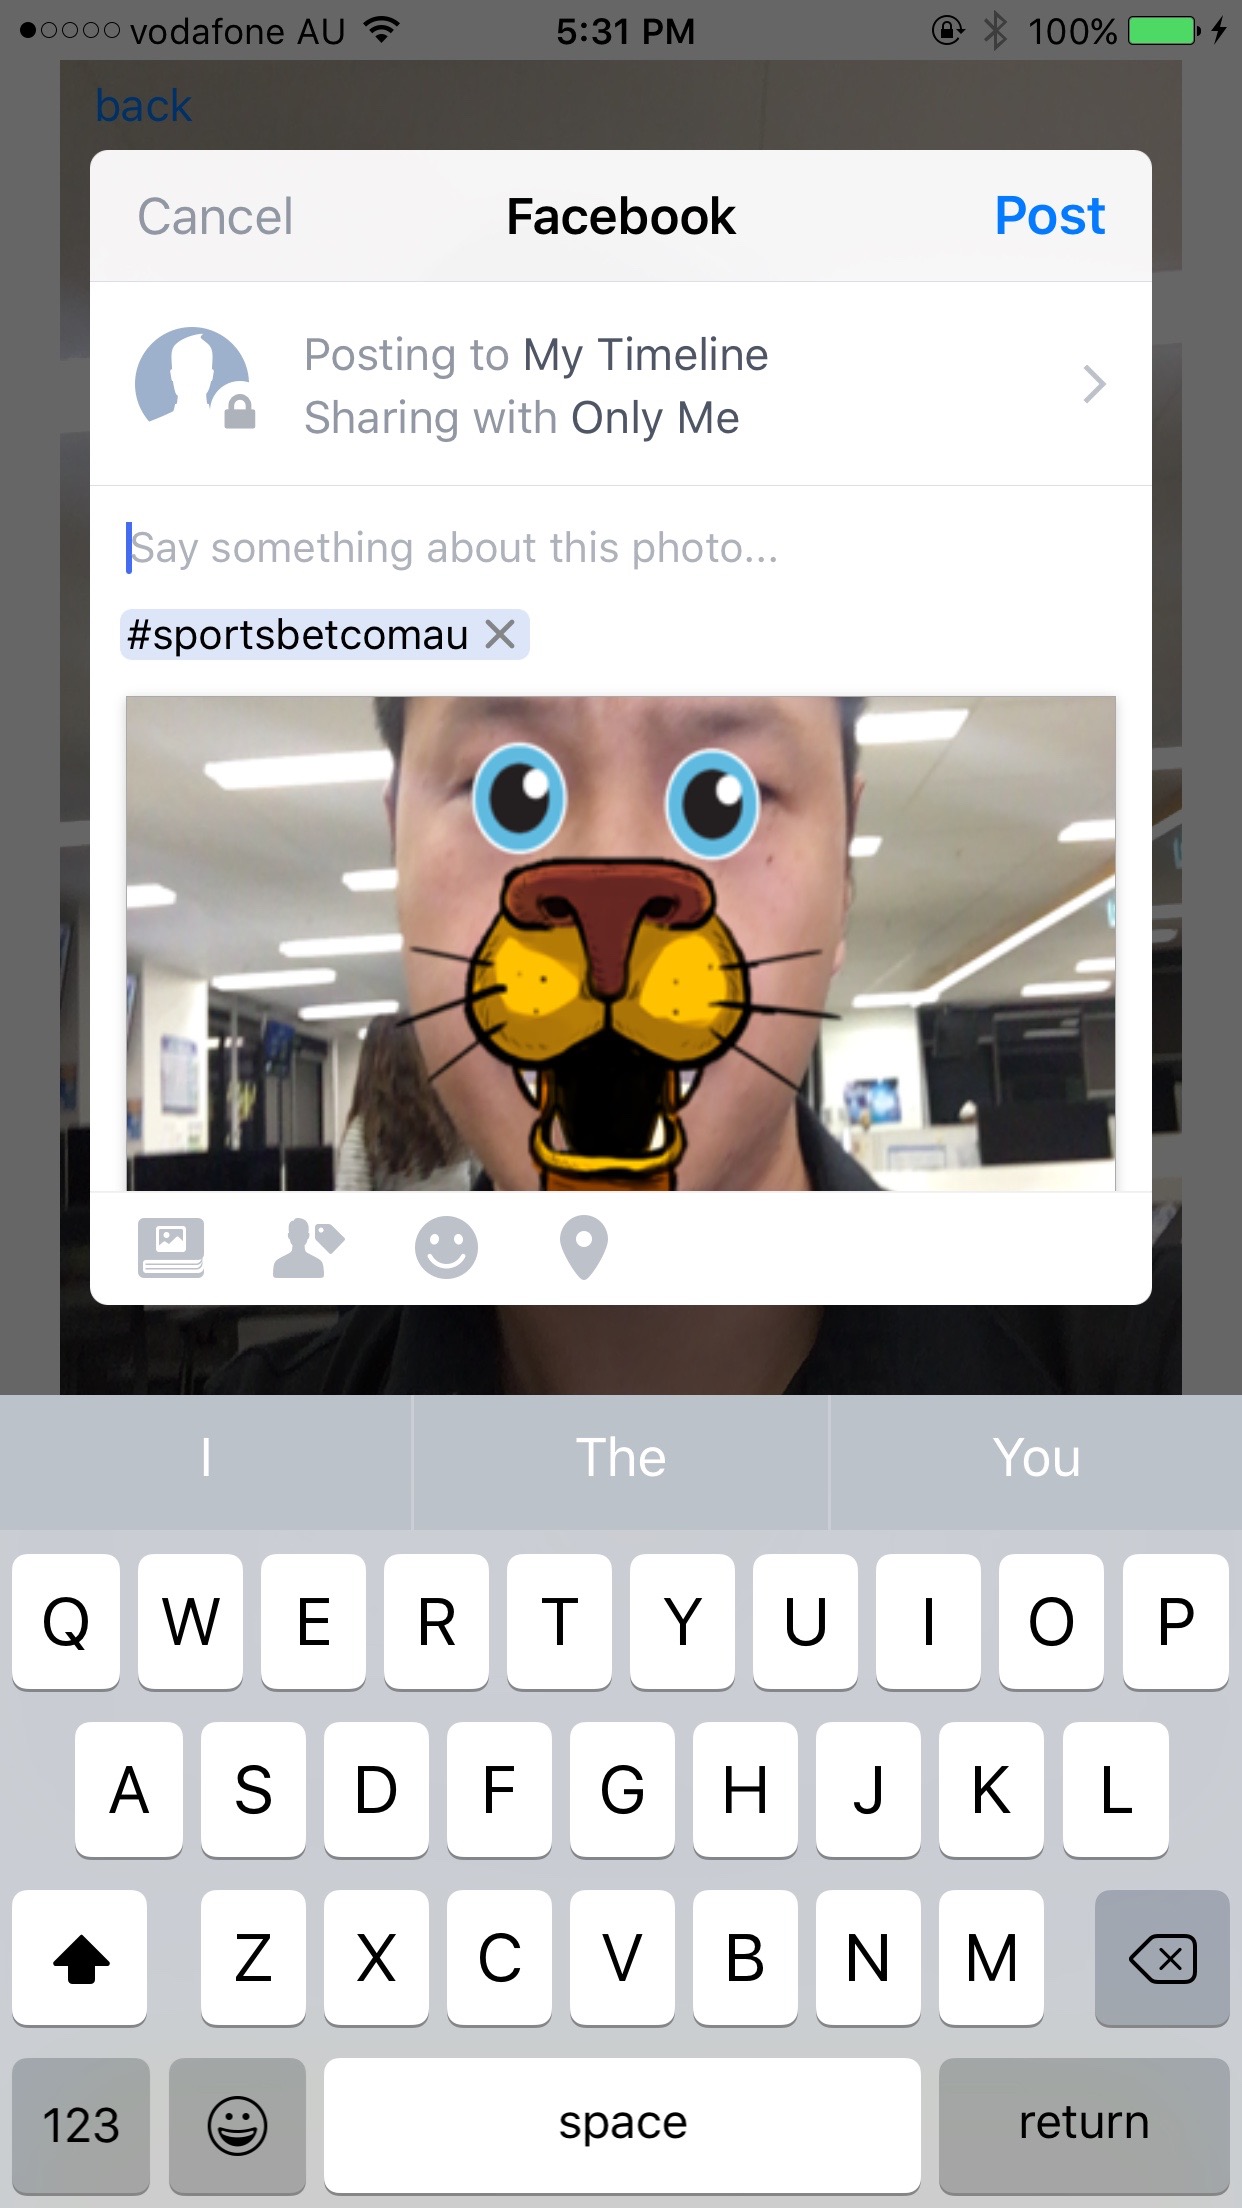 vodafone AU 5:31 PM 100%
back
Cancel Facebook Post
Posting to My Timeline
Sharing with Only Me
Say something about this photo...
#sportsbetcomau
I The You
Q W E R T Y U I O P
A S D F G H J K L
Z X C V B N M
123 space return